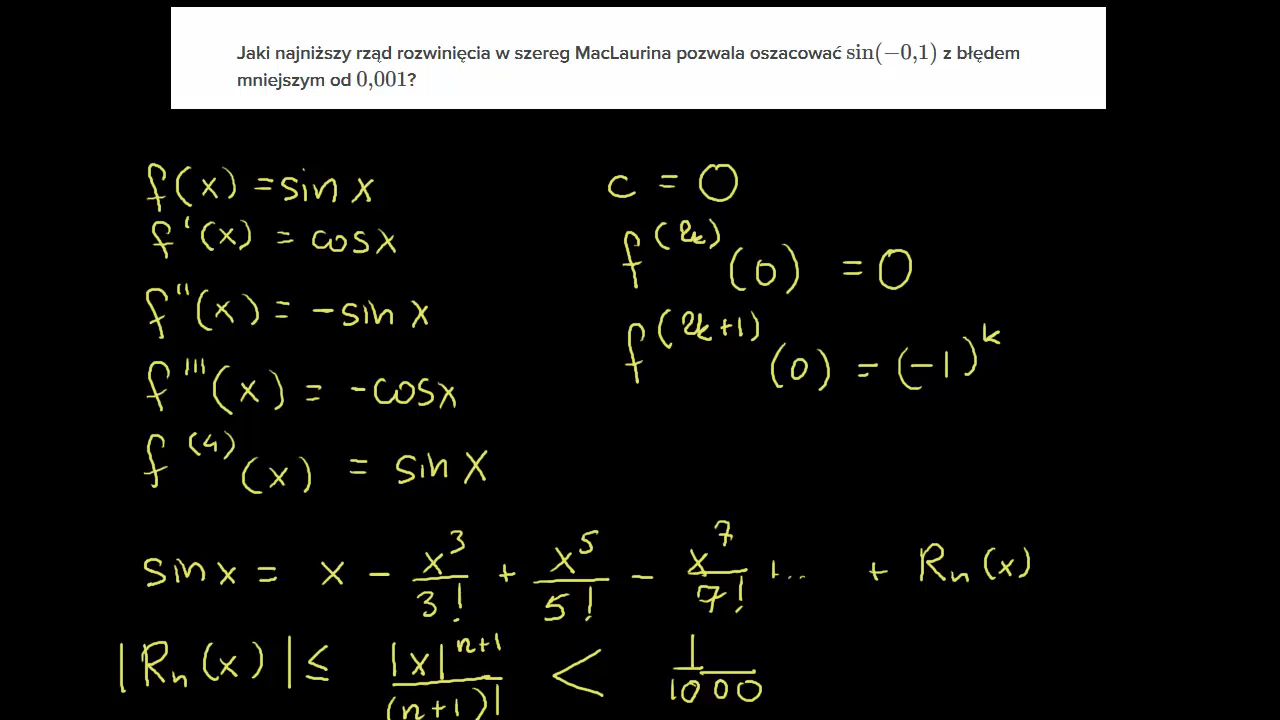 Jaki najniższy rząd rozwinięcia w szereg MacLaurina pozwala oszacować sin(−0,1) z błędem
mniejszym od 0,001?
f(x) = sin x
c = 0
f'(x) = cos x
f^(2k) (0) = 0
f''(x) = -sin x
f^(2k+1) (0) = (-1)^k
f'''(x) = -cos x
f^(4) (x) = sin x
sin x = x - x^3/3! + x^5/5! - x^7/7! + ... + Rn(x)
|Rn(x)| ≤ |x|^(n+1)/(n+1)! < 1/1000